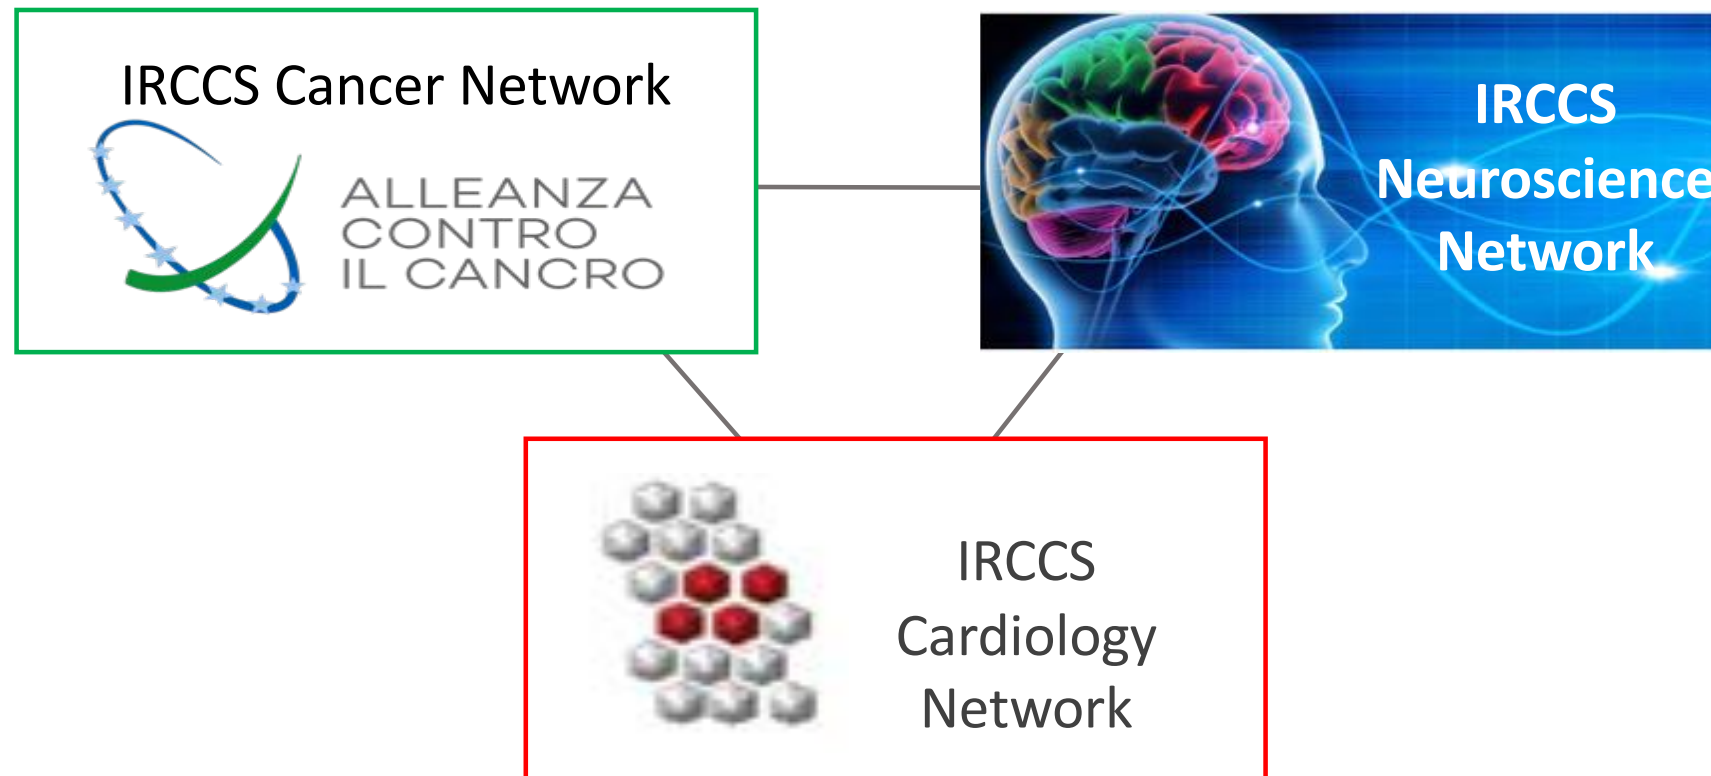 IRCCS Cancer Network
ALLEANZA
CONTRO
IL CANCRO
IRCCS
Neuroscience
Network
IRCCS
Cardiology
Network